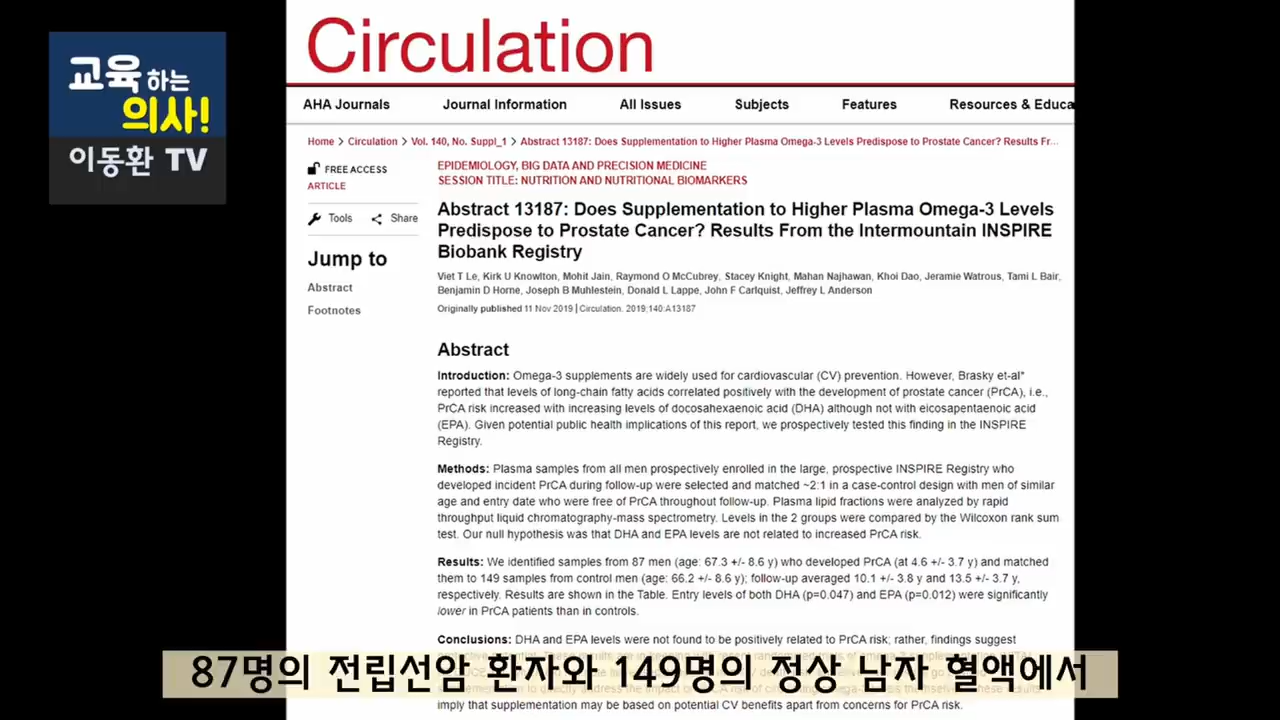 교육하는
의사!
이동환 TV
Circulation
AHA Journals Journal Information All Issues Subjects Features Resources & Educa
Home > Circulation > Vol. 140, No. Suppl_1 > Abstract 13187: Does Supplementation to Higher Plasma Omega-3 Levels Predispose to Prostate Cancer? Results Fr...
FREE ACCESS
ARTICLE
Tools Share
Jump to
Abstract
Footnotes
EPIDEMIOLOGY, BIG DATA AND PRECISION MEDICINE
SESSION TITLE: NUTRITION AND NUTRITIONAL BIOMARKERS
Abstract 13187: Does Supplementation to Higher Plasma Omega-3 Levels
Predispose to Prostate Cancer? Results From the Intermountain INSPIRE
Biobank Registry
Viet T Le, Kirk U Knowlton, Mohit Jain, Raymond O McCubrey, Stacey Knight, Mahan Najhawan, Khoi Dao, Jeramie Watrous, Tami L Bair,
Benjamin D Horne, Joseph B Muhlestein, Donald L Lappe, John F Carlquist, Jeffrey L Anderson
Originally published 11 Nov 2019 | Circulation. 2019;140:A13187
Abstract
Introduction: Omega-3 supplements are widely used for cardiovascular (CV) prevention. However, Brasky et-al*
reported that levels of long-chain fatty acids correlated positively with the development of prostate cancer (PrCA), i.e.,
PrCA risk increased with increasing levels of docosahexaenoic acid (DHA) although not with eicosapentaenoic acid
(EPA). Given potential public health implications of this report, we prospectively tested this finding in the INSPIRE
Registry.
Methods: Plasma samples from all men prospectively enrolled in the large, prospective INSPIRE Registry who
developed incident PrCA during follow-up were selected and matched ~2:1 in a case-control design with men of similar
age and entry date who were free of PrCA throughout follow-up. Plasma lipid fractions were analyzed by rapid
throughput liquid chromatography-mass spectrometry. Levels in the 2 groups were compared by the Wilcoxon rank sum
test. Our null hypothesis was that DHA and EPA levels are not related to increased PrCA risk.
Results: We identified samples from 87 men (age: 67.3 +/- 8.6 y) who developed PrCA (at 4.6 +/- 3.7 y) and matched
them to 149 samples from control men (age: 66.2 +/- 8.6 y); follow-up averaged 10.1 +/- 3.8 y and 13.5 +/- 3.7 y,
respectively. Results are shown in the Table. Entry levels of both DHA (p=0.047) and EPA (p=0.012) were significantly
lower in PrCA patients than in controls.
Conclusions: DHA and EPA levels were not found to be positively related to PrCA risk; rather, findings suggest
87명의 전립선암 환자와 149명의 정상 남자 혈액에서
imply that supplementation may be based on potential CV benefits apart from concerns for PrCA risk.